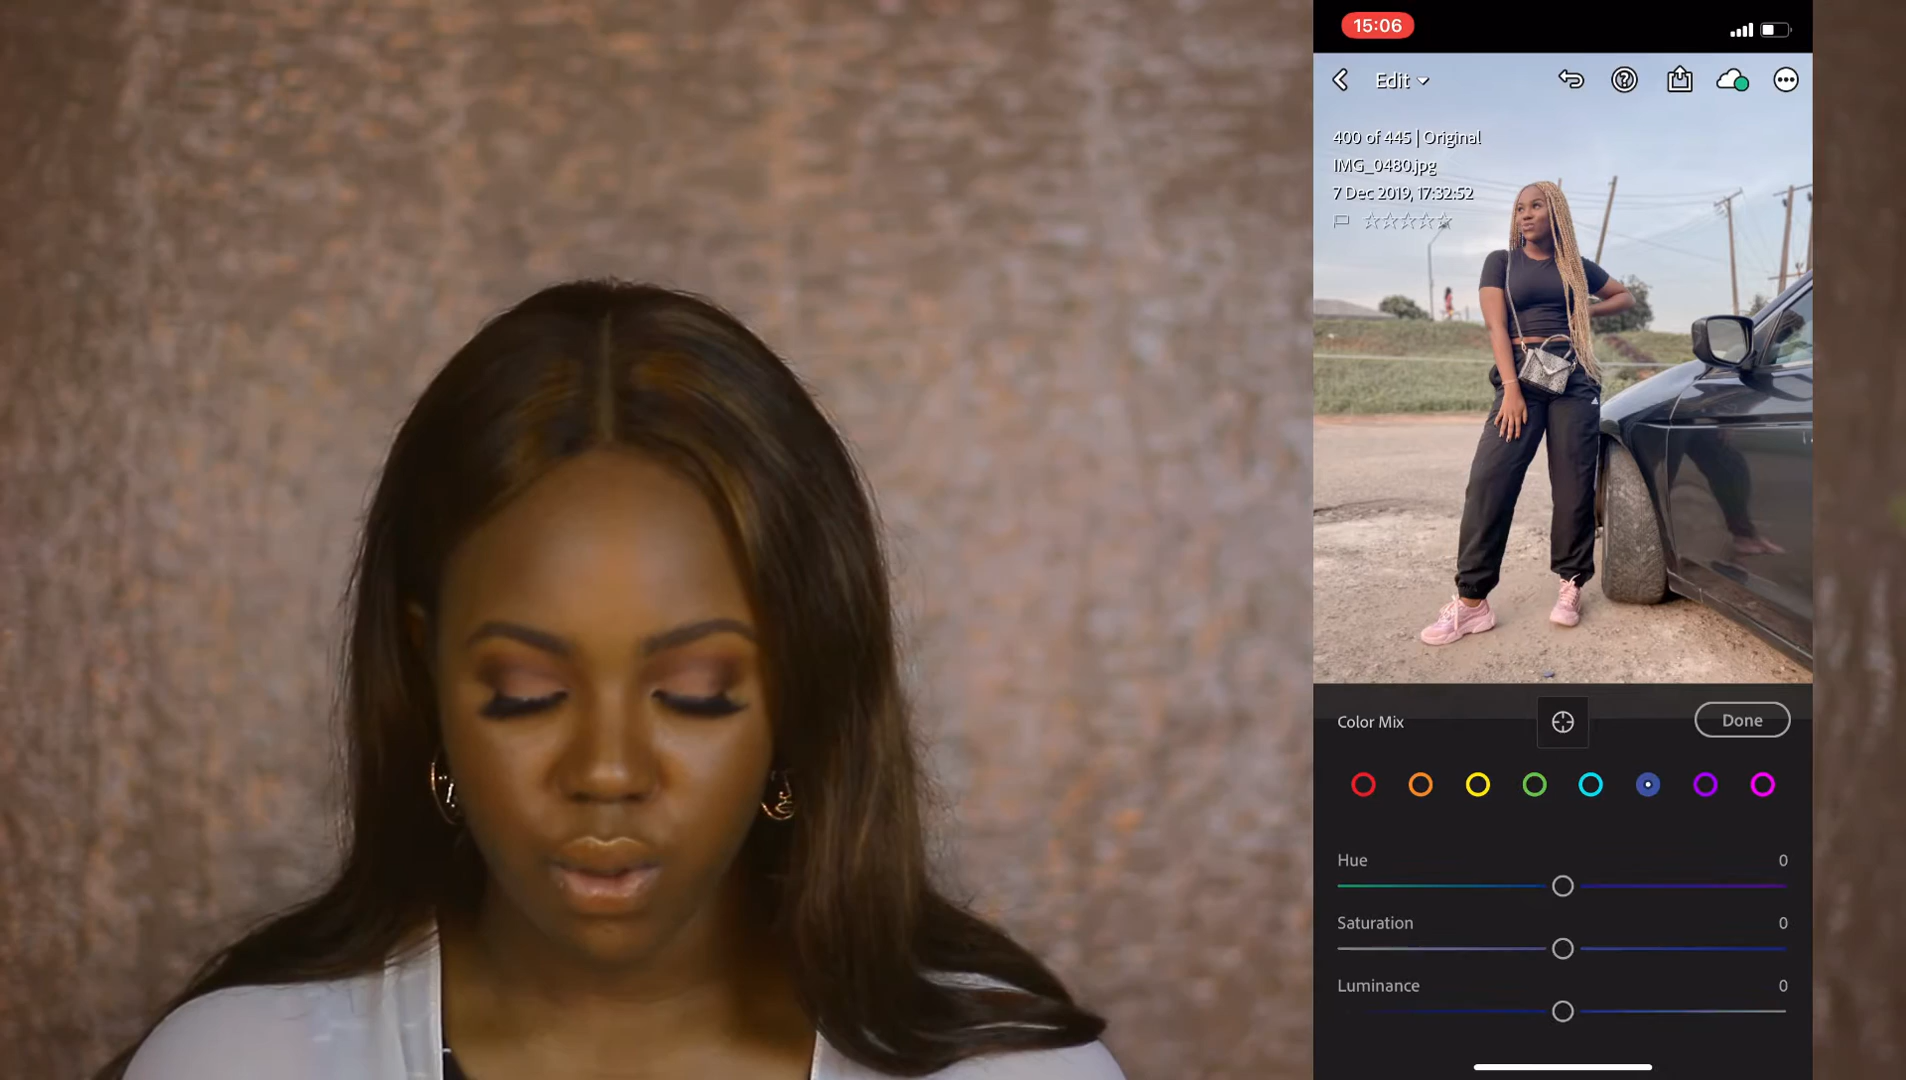 15:06
Edit
400 of 445 | Original
IMG_0480.jpg
7 Dec 2019, 17:32:52
Color Mix
Done
Hue 0
Saturation 0
Luminance 0